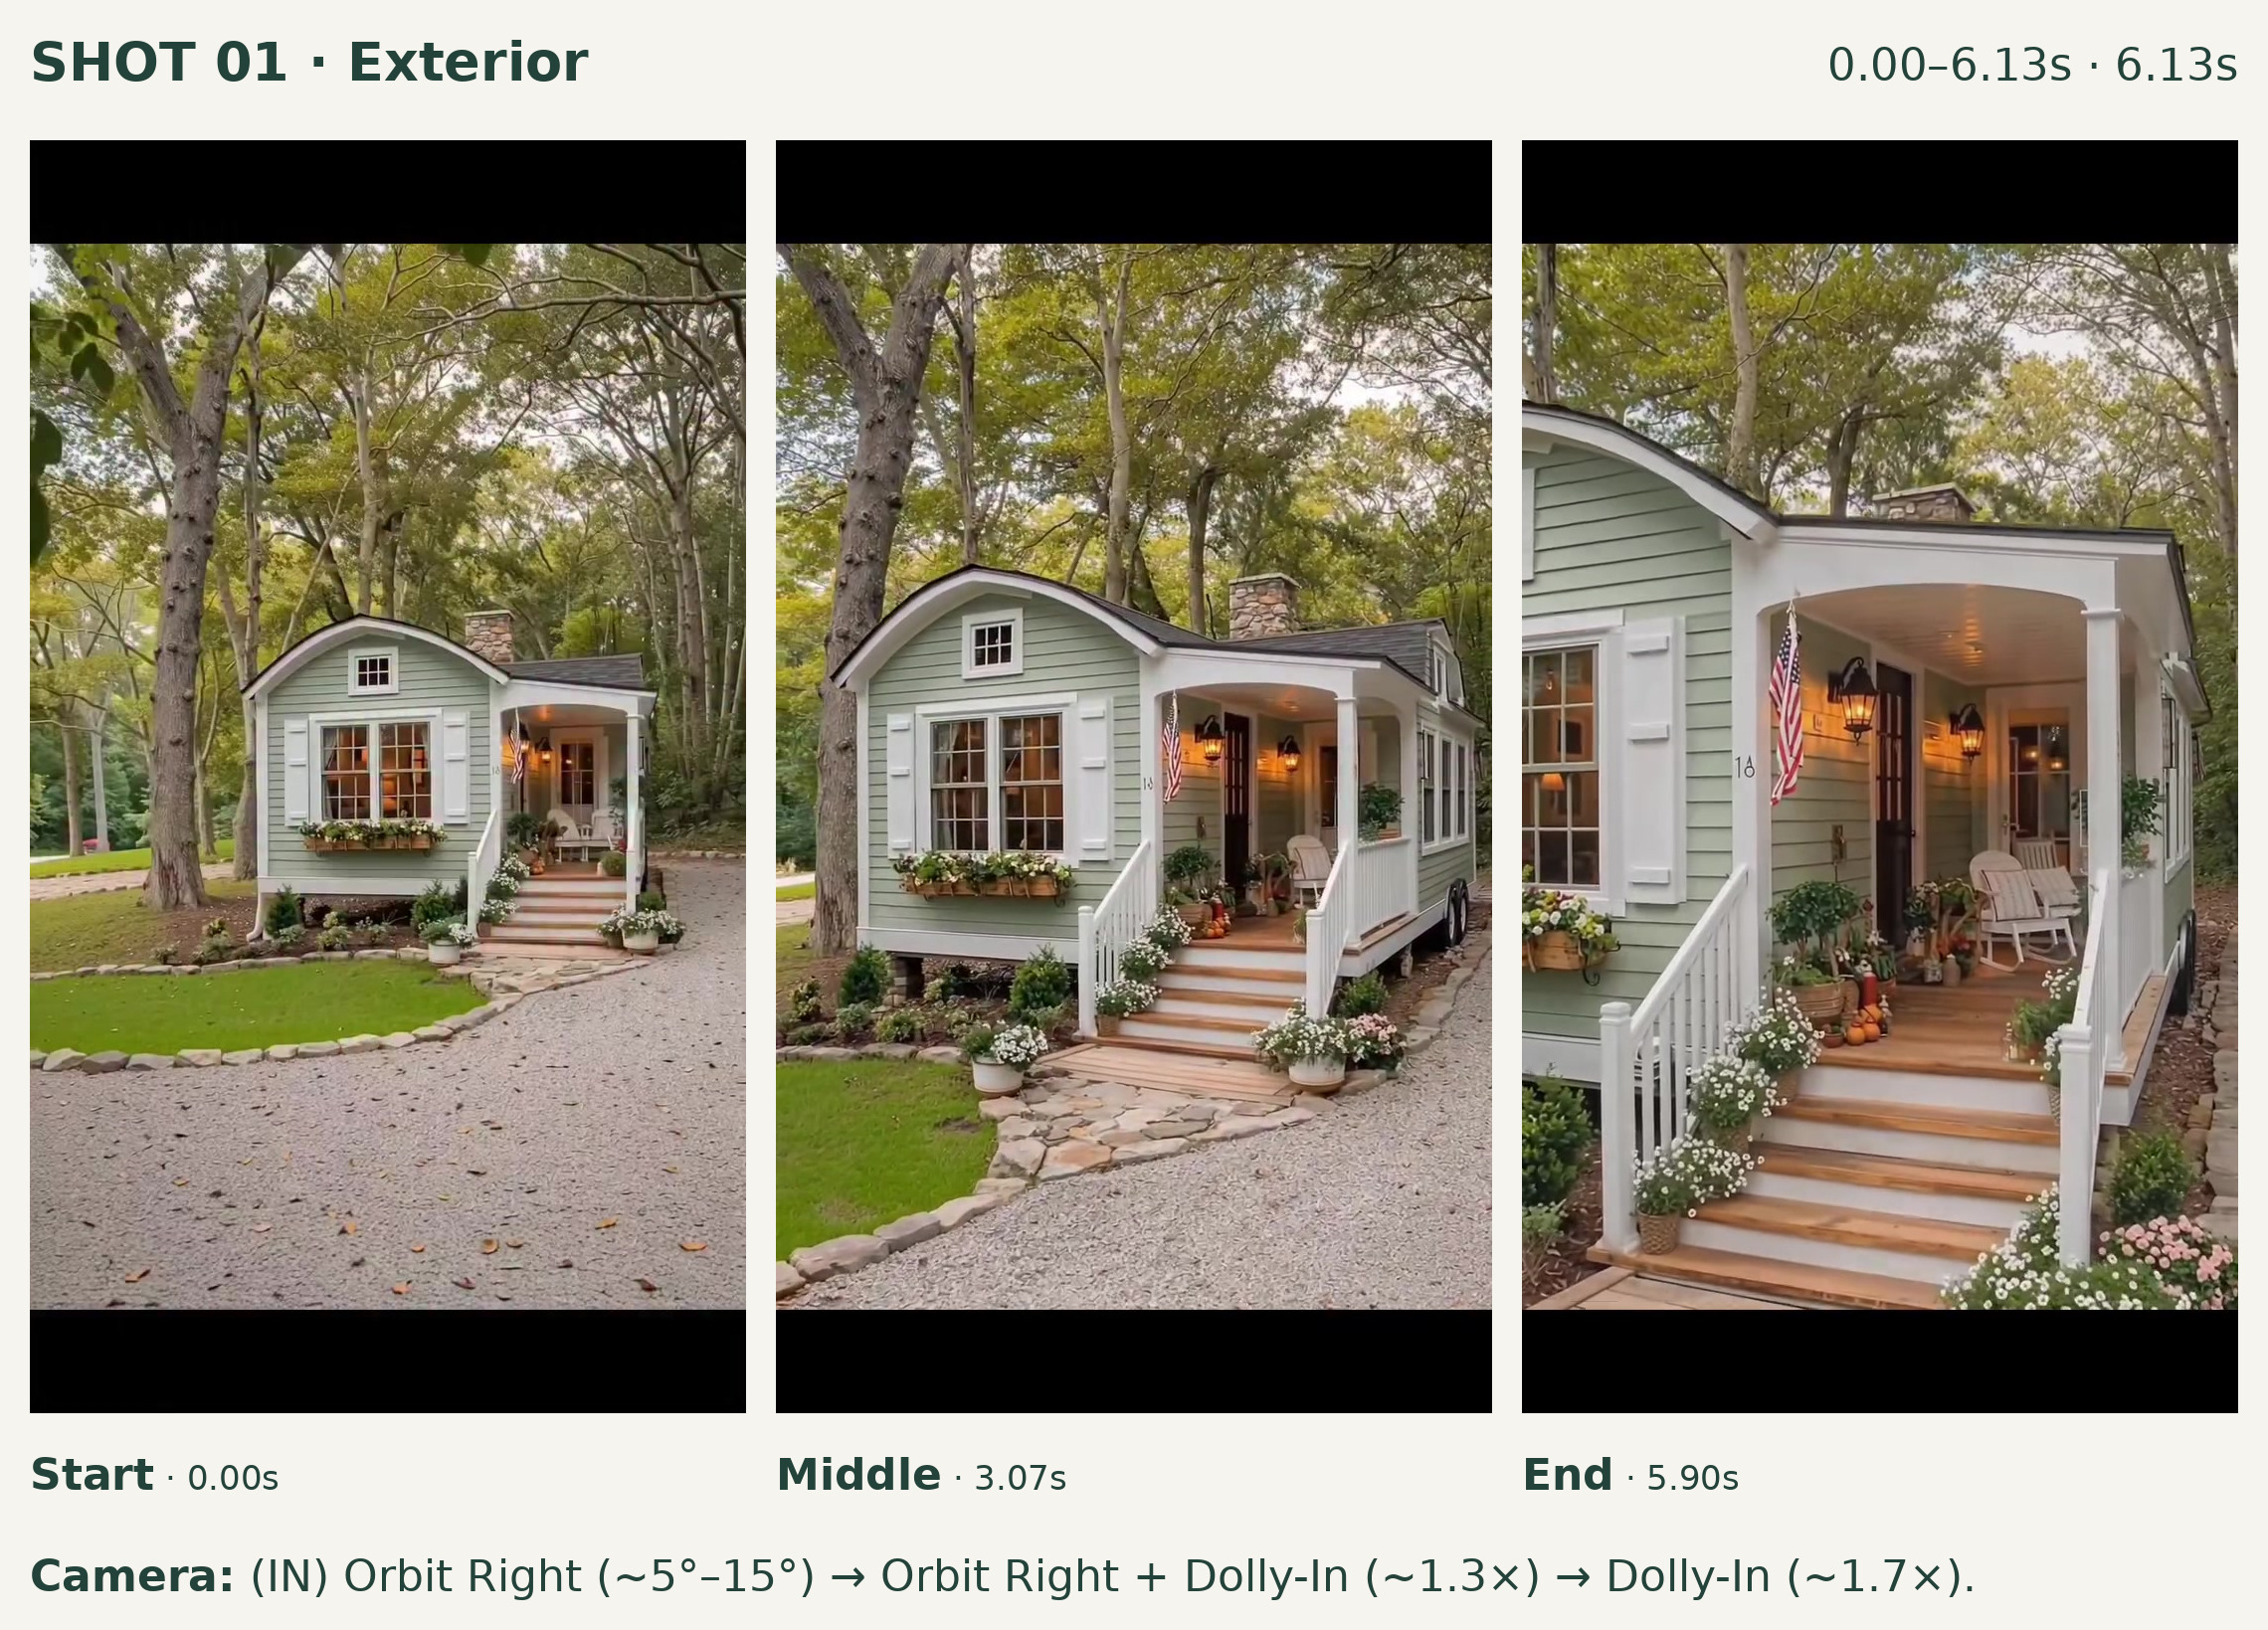 SHOT 01 · Exterior
0.00–6.13s · 6.13s
Start · 0.00s
Middle · 3.07s
End · 5.90s
Camera: (IN) Orbit Right (~5°–15°) → Orbit Right + Dolly-In (~1.3×) → Dolly-In (~1.7×).